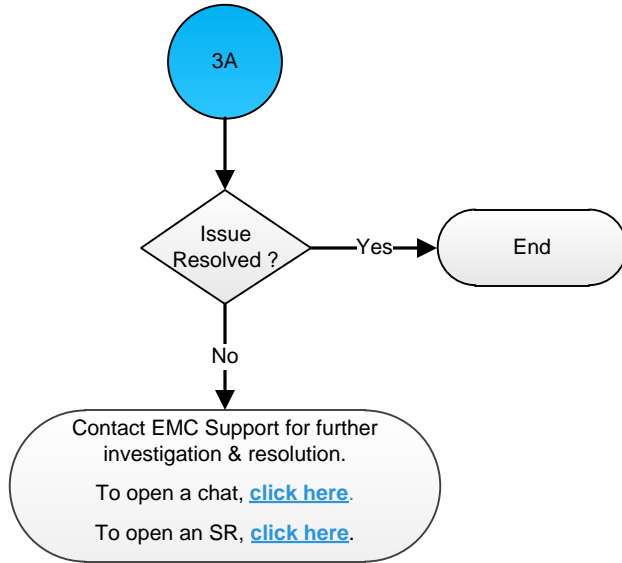 3A
Issue
Resolved ?
Yes
End
No
Contact EMC Support for further
investigation & resolution.
To open a chat, click here.
To open an SR, click here.